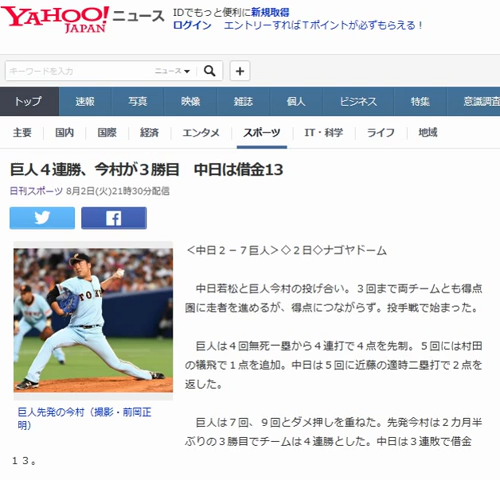 YAHOO! ニュース
JAPAN
IDでもっと便利に新規取得
ログイン エントリーすればTポイントが必ずもらえる！
キーワードを入力 ニュース
トップ 速報 写真 映像 雑誌 個人 ビジネス 特集 意識調査
主要 国内 国際 経済 エンタメ スポーツ IT・科学 ライフ 地域
巨人４連勝、今村が３勝目　中日は借金13
日刊スポーツ 8月2日(火)21時30分配信
＜中日２－７巨人＞◇２日◇ナゴヤドーム
中日若松と巨人今村の投げ合い。３回まで両チームとも得点
圏に走者を進めるが、得点につながらず。投手戦で始まった。
巨人は４回無死一塁から４連打で４点を先制。５回には村田
の犠飛で１点を追加。中日は５回に近藤の適時二塁打で２点を
返した。
巨人先発の今村（撮影・前岡正
明）
巨人は７回、９回とダメ押しを重ねた。先発今村は２カ月半
ぶりの３勝目でチームは４連勝とした。中日は３連敗で借金
１３。